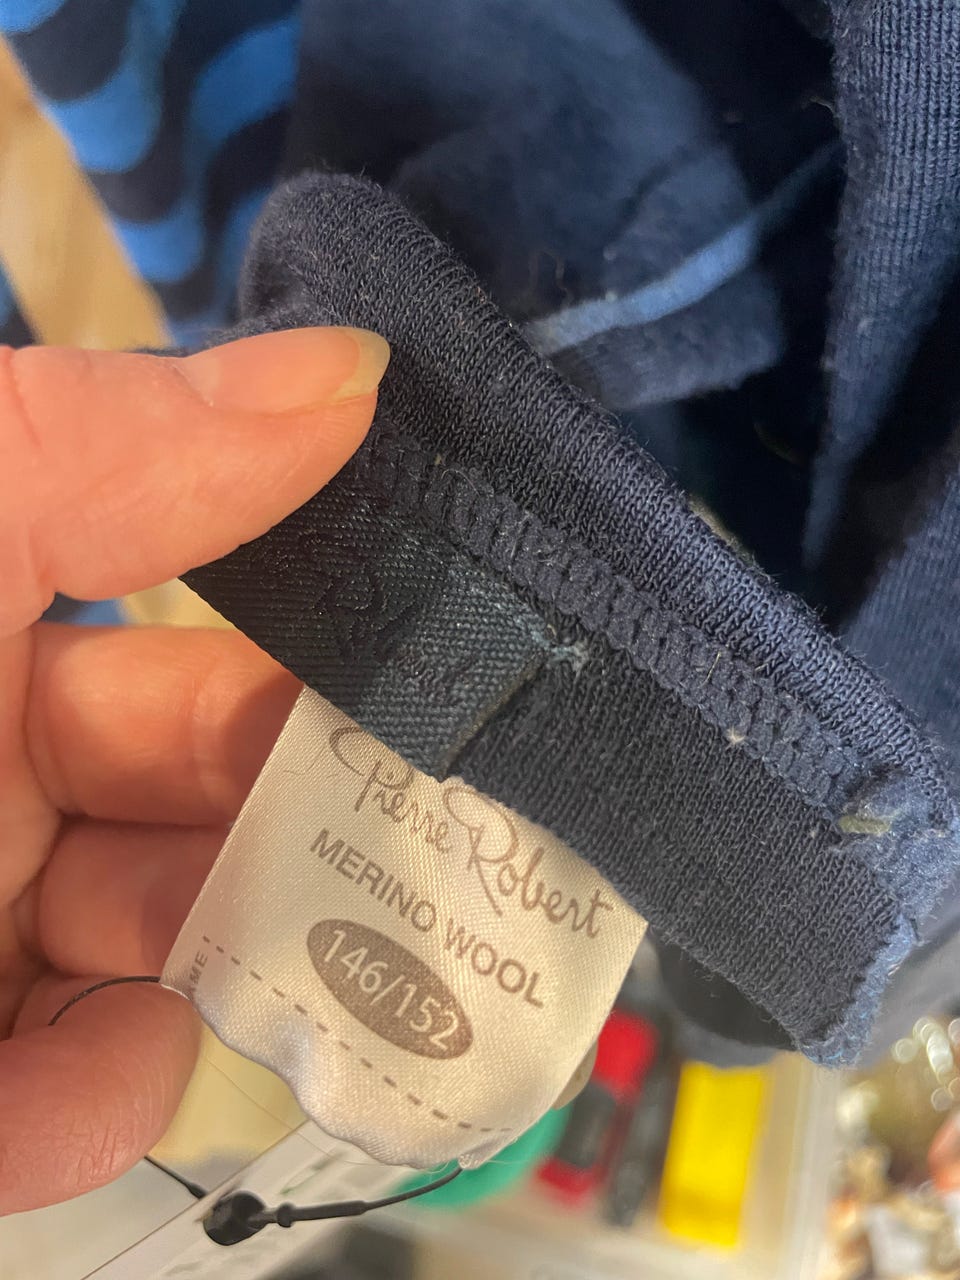 Pierre Robert
MERINO WOOL
146/152